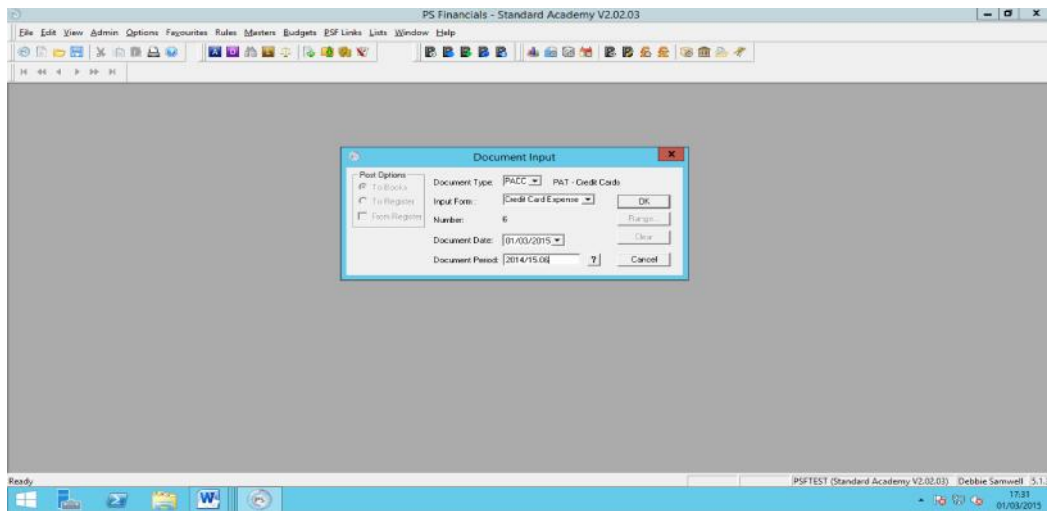 PS Financials - Standard Academy V2.02.03
File Edit View Admin Options Favourites Rules Masters Budgets PSF Links Lists Window Help
Document Input
Post Options
To Books
To Register
From Register
Document Type: PACC PAT - Credit Cards
Input Form: Credit Card Expense OK
Number: 6 Range...
Document Date: 01/03/2015 Clear
Document Period: 2014/15.06 ? Cancel
Ready PSFTEST (Standard Academy V2.02.03) Debbie Samwell 5.1.
17:31
01/03/2015